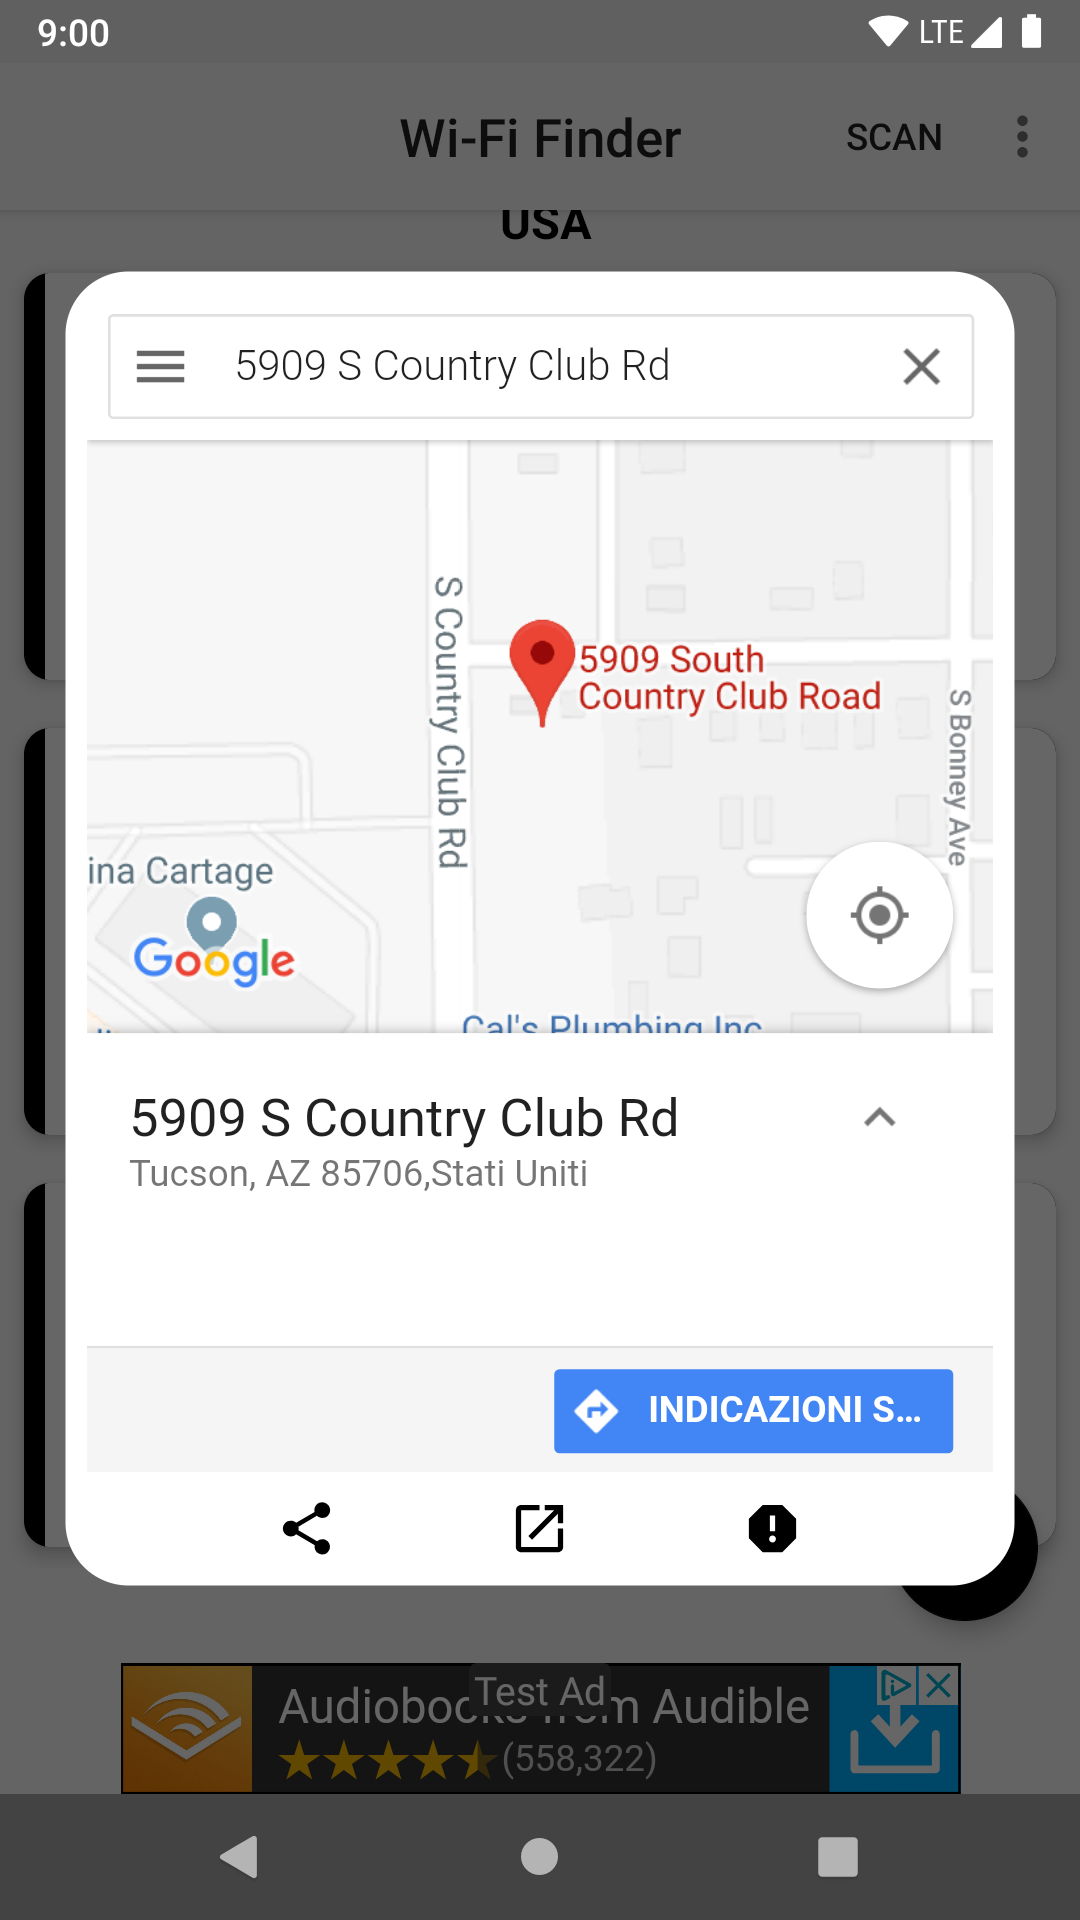 9:00
LTE
Wi-Fi Finder
SCAN
USA
5909 S Country Club Rd
S Country Club Rd
5909 South
Country Club Road
S Bonney Ave
ina Cartage
Google
Cal's Plumbing Inc
5909 S Country Club Rd
Tucson, AZ 85706,Stati Uniti
INDICAZIONI S...
Test Ad
Audiobooks from Audible
(558,322)